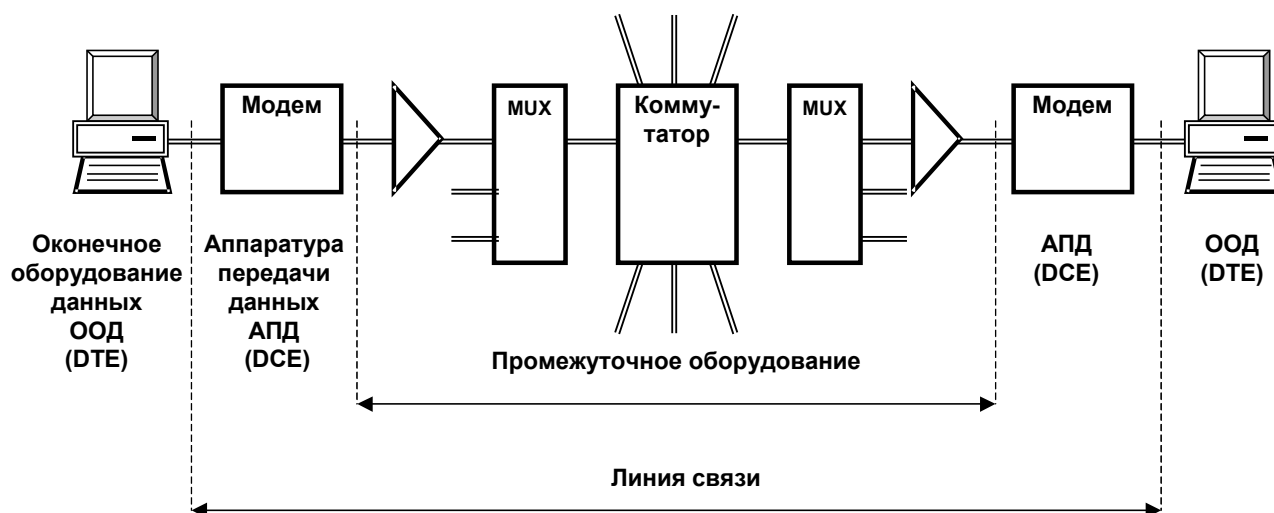 Модем
MUX
Комму-
татор
MUX
Модем
Оконечное
оборудование
данных
ООД
(DTE)
Аппаратура
передачи
данных
АПД
(DCE)
АПД
(DCE)
ООД
(DTE)
Промежуточное оборудование
Линия связи